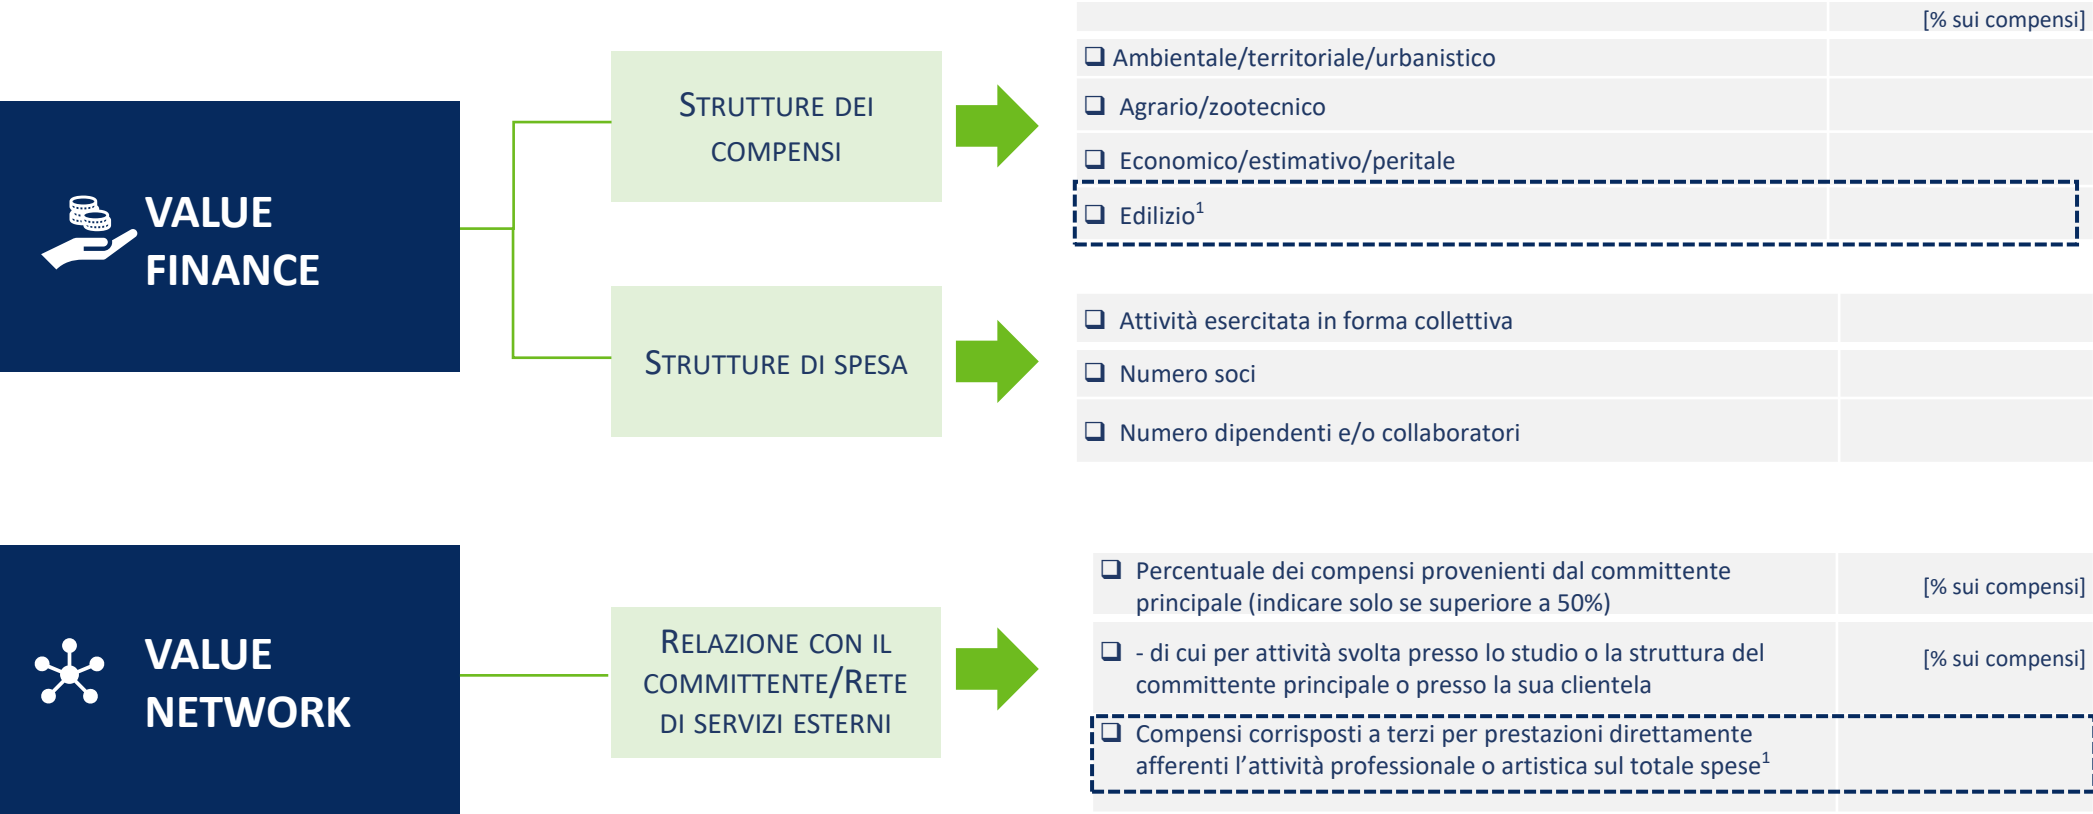 VALUE
FINANCE
STRUTTURE DEI
COMPENSI
[% sui compensi]
❑ Ambientale/territoriale/urbanistico
❑ Agrario/zootecnico
❑ Economico/estimativo/peritale
❑ Edilizio¹
STRUTTURE DI SPESA
❑ Attività esercitata in forma collettiva
❑ Numero soci
❑ Numero dipendenti e/o collaboratori
VALUE
NETWORK
RELAZIONE CON IL
COMMITTENTE/RETE
DI SERVIZI ESTERNI
❑ Percentuale dei compensi provenienti dal committente
principale (indicare solo se superiore a 50%)
[% sui compensi]
❑ - di cui per attività svolta presso lo studio o la struttura del
committente principale o presso la sua clientela
[% sui compensi]
❑ Compensi corrisposti a terzi per prestazioni direttamente
afferenti l’attività professionale o artistica sul totale spese¹